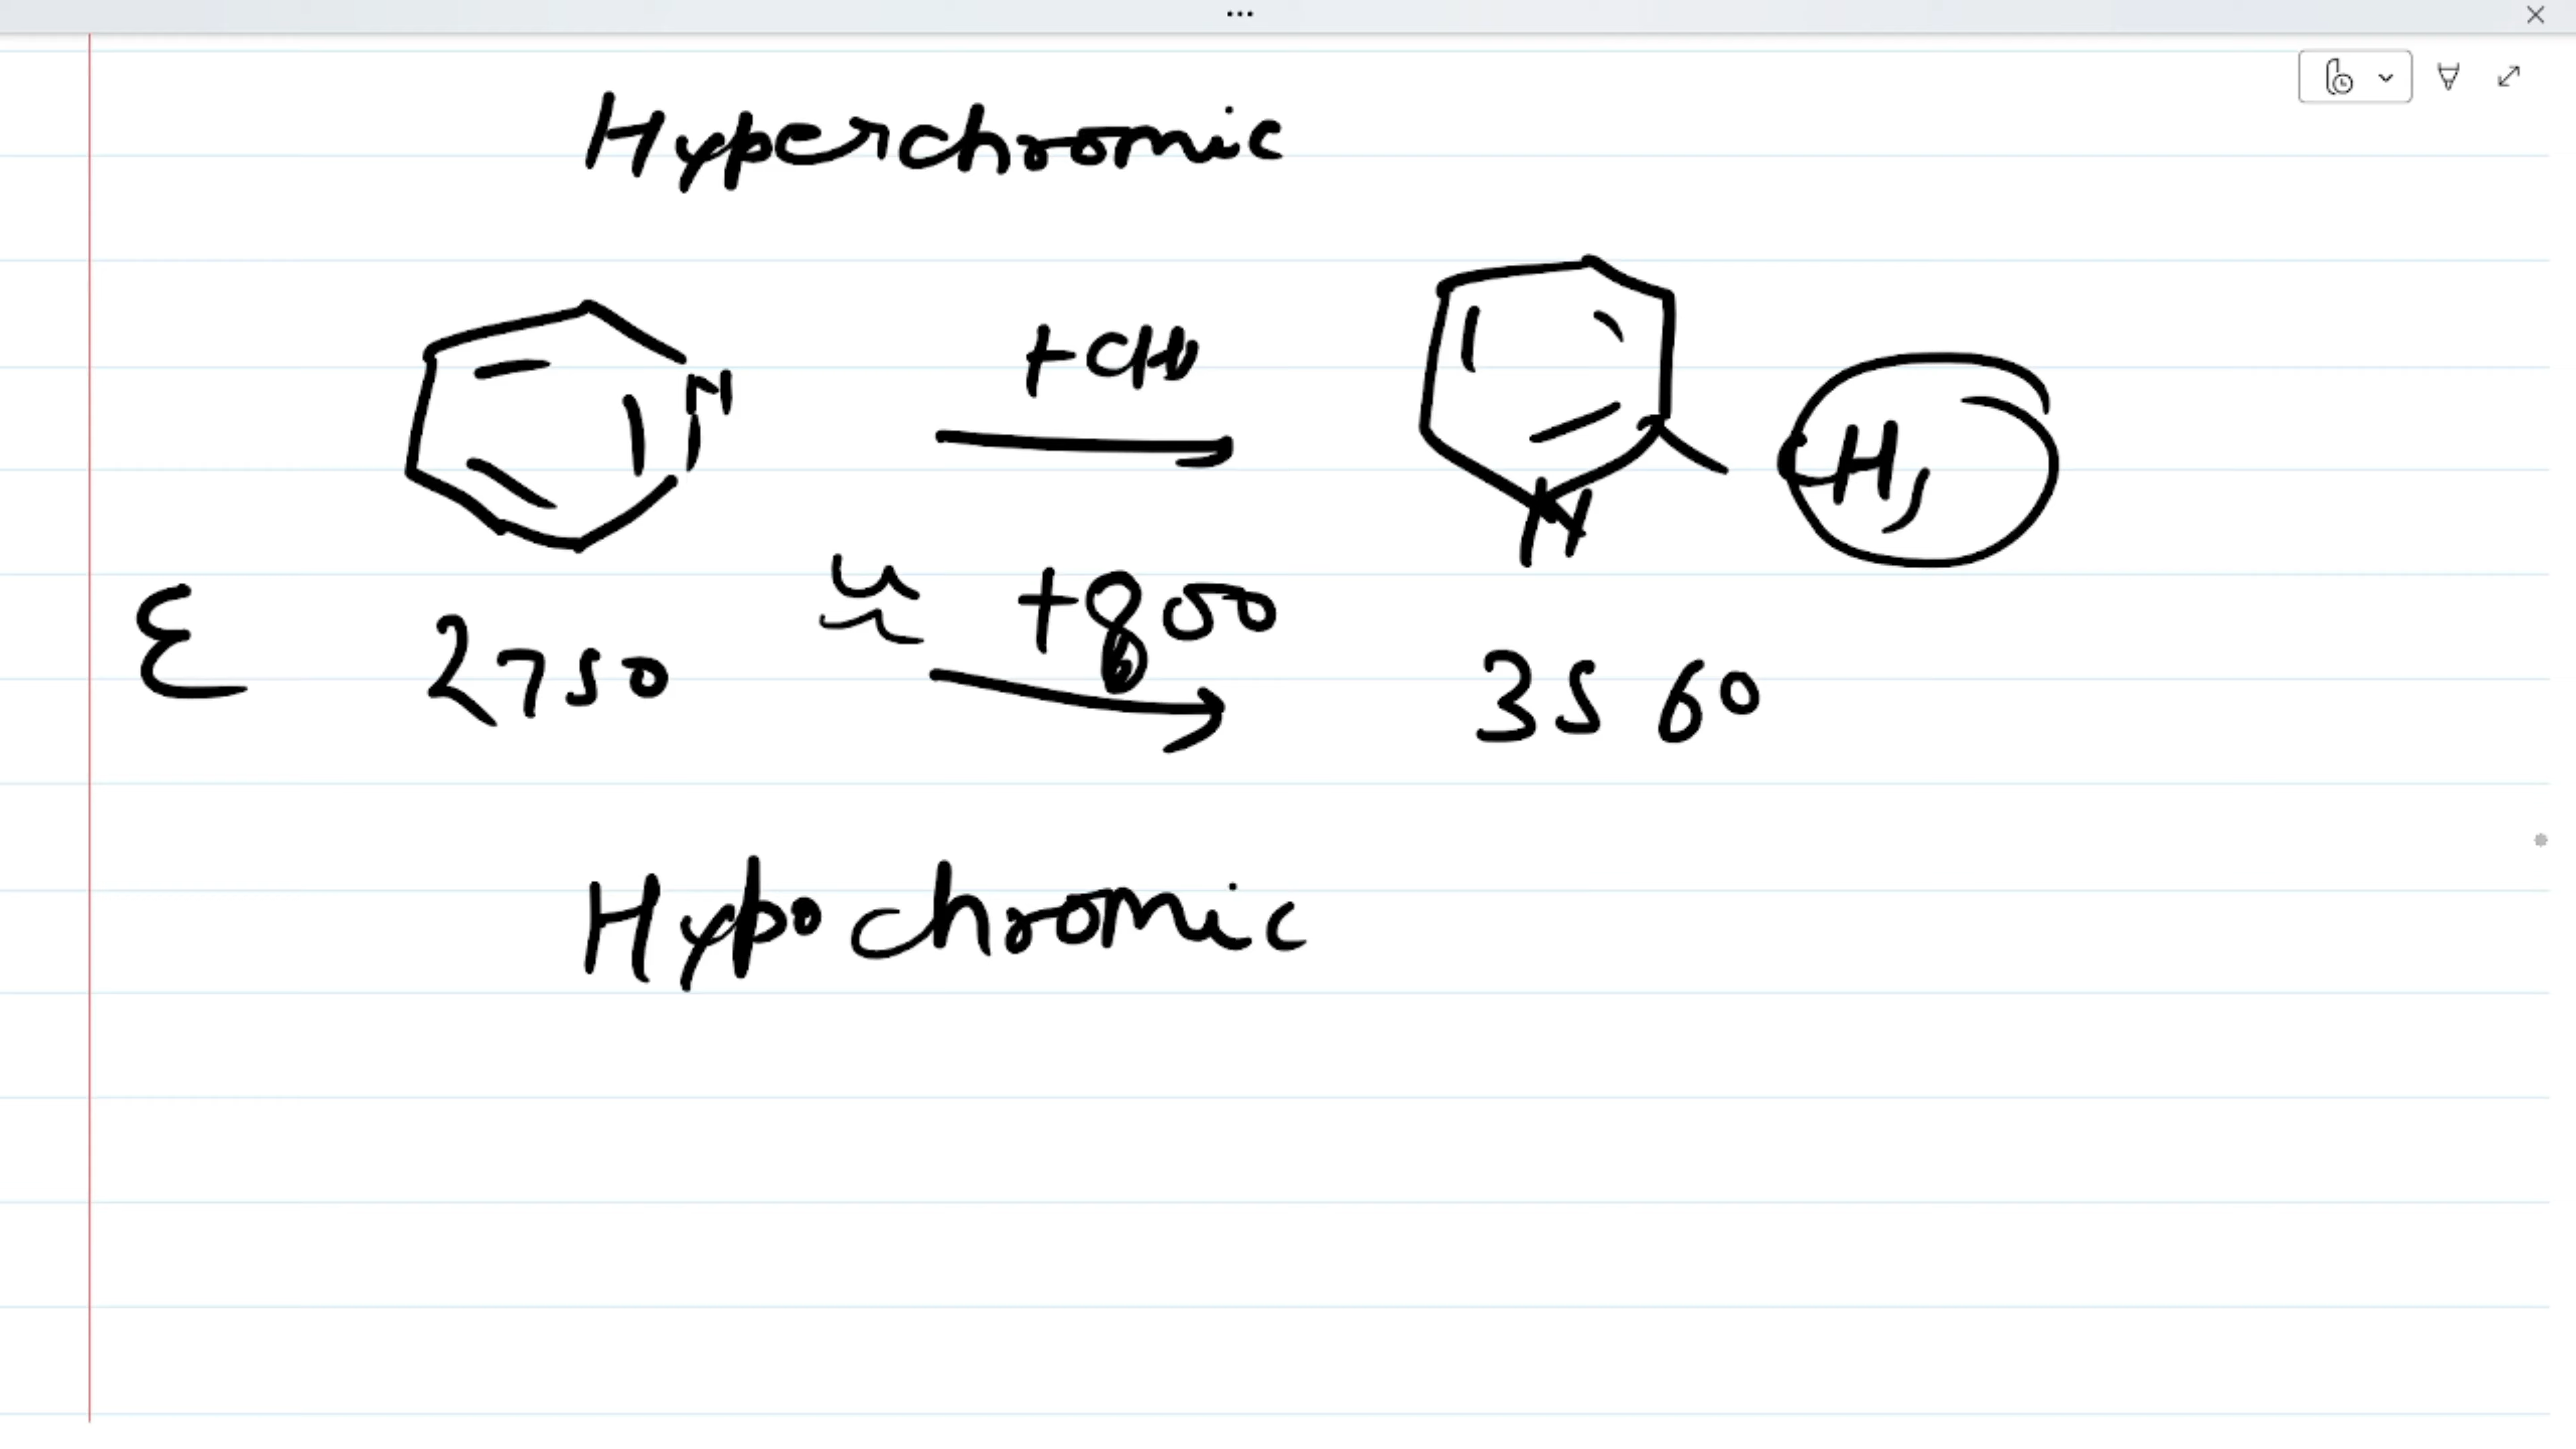 Hyperchromic
N +CH3
CH3
N
≈ +800
ε 2750 3560
Hypochromic